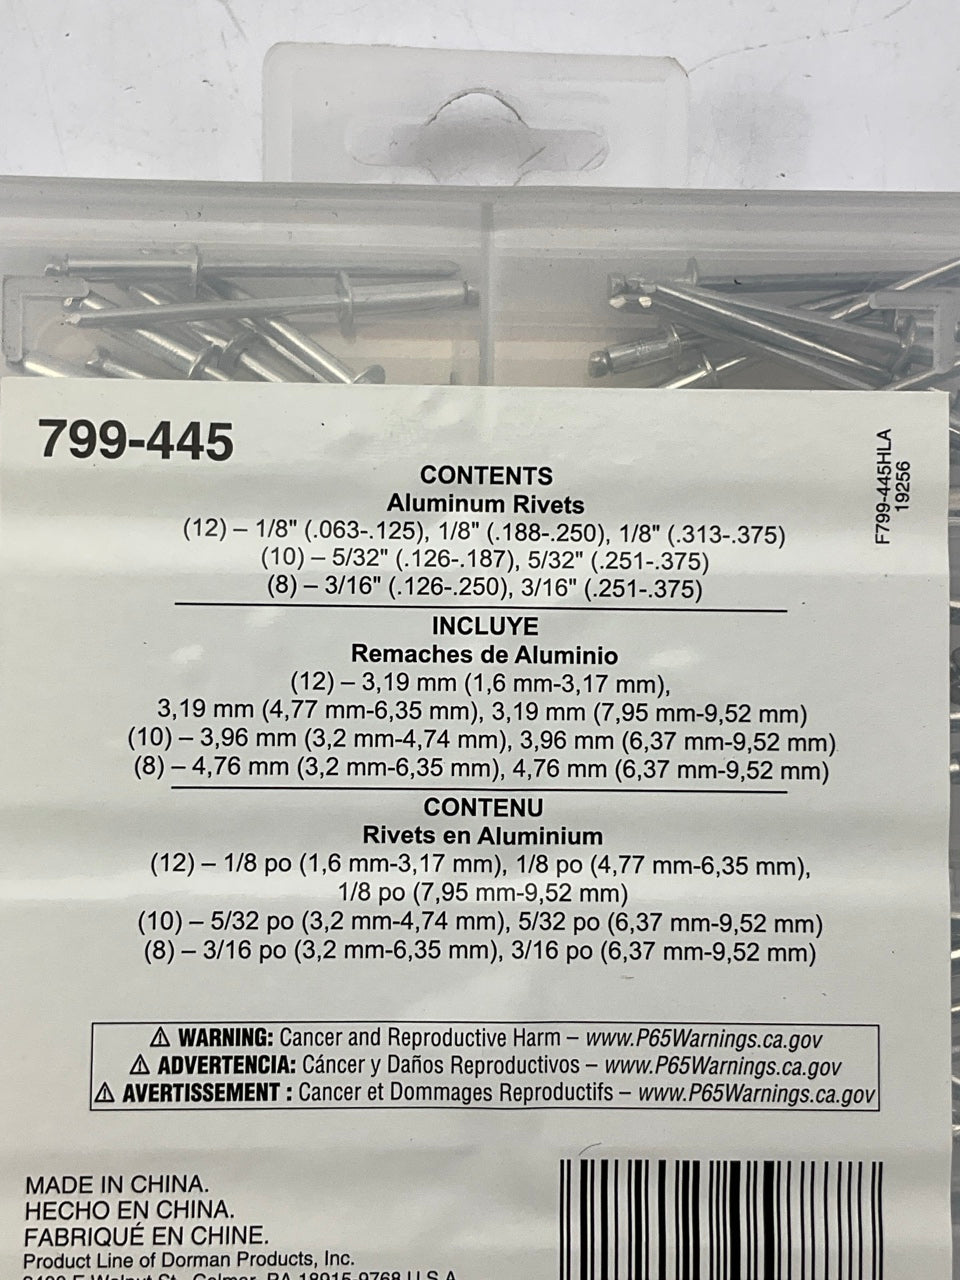 799-445
F799-445HLA
19256
CONTENTS
Aluminum Rivets
(12) – 1/8" (.063-.125), 1/8" (.188-.250), 1/8" (.313-.375)
(10) – 5/32" (.126-.187), 5/32" (.251-.375)
(8) – 3/16" (.126-.250), 3/16" (.251-.375)
INCLUYE
Remaches de Aluminio
(12) – 3,19 mm (1,6 mm-3,17 mm),
3,19 mm (4,77 mm-6,35 mm), 3,19 mm (7,95 mm-9,52 mm)
(10) – 3,96 mm (3,2 mm-4,74 mm), 3,96 mm (6,37 mm-9,52 mm)
(8) – 4,76 mm (3,2 mm-6,35 mm), 4,76 mm (6,37 mm-9,52 mm)
CONTENU
Rivets en Aluminium
(12) – 1/8 po (1,6 mm-3,17 mm), 1/8 po (4,77 mm-6,35 mm),
1/8 po (7,95 mm-9,52 mm)
(10) – 5/32 po (3,2 mm-4,74 mm), 5/32 po (6,37 mm-9,52 mm)
(8) – 3/16 po (3,2 mm-6,35 mm), 3/16 po (6,37 mm-9,52 mm)
⚠ WARNING: Cancer and Reproductive Harm – www.P65Warnings.ca.gov
⚠ ADVERTENCIA: Cáncer y Daños Reproductivos – www.P65Warnings.ca.gov
⚠ AVERTISSEMENT : Cancer et Dommages Reproductifs – www.P65Warnings.ca.gov
MADE IN CHINA.
HECHO EN CHINA.
FABRIQUÉ EN CHINE.
Product Line of Dorman Products, Inc.
3400 E Walnut St., Colmar, PA 18915-9768 U.S.A.